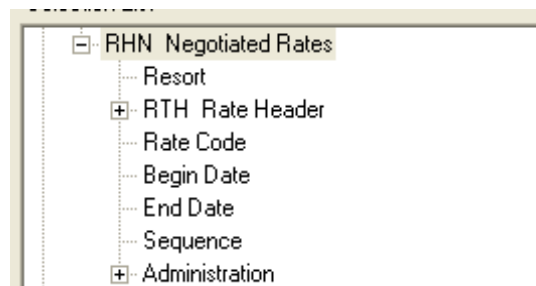 RHN Negotiated Rates
Resort
RTH Rate Header
Rate Code
Begin Date
End Date
Sequence
Administration